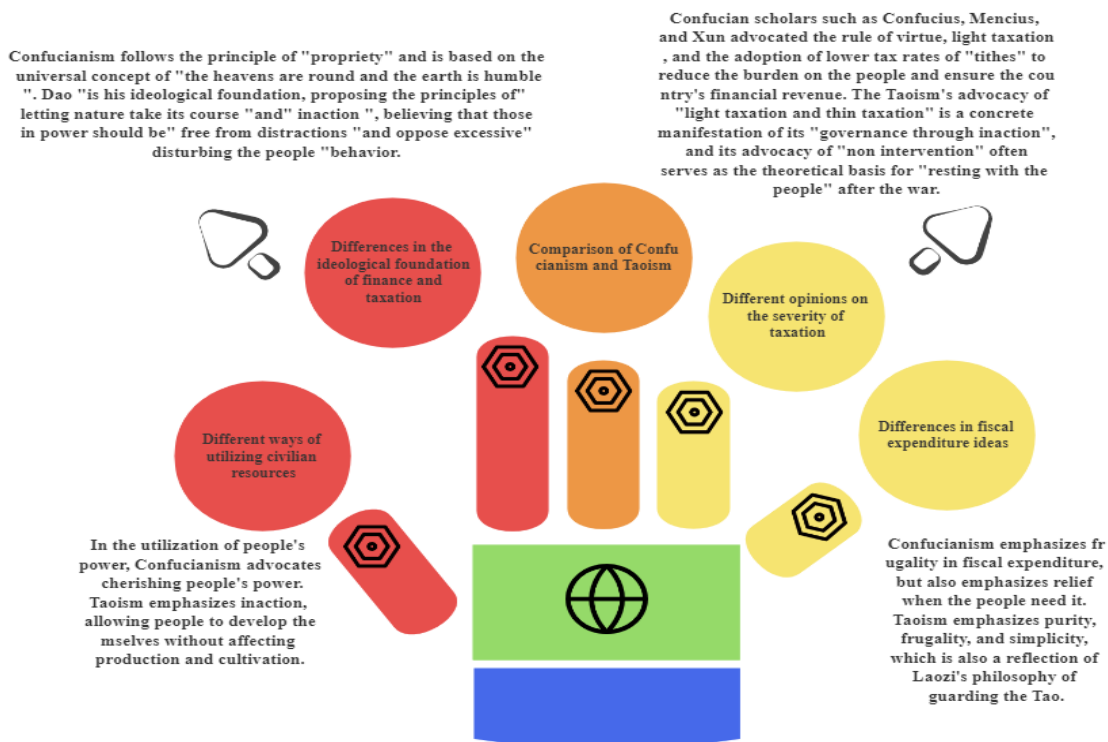 Confucianism follows the principle of "propriety" and is based on the
universal concept of "the heavens are round and the earth is humble
". Dao "is his ideological foundation, proposing the principles of"
letting nature take its course "and" inaction ", believing that those
in power should be" free from distractions "and oppose excessive"
disturbing the people "behavior.
Confucian scholars such as Confucius, Mencius,
and Xun advocated the rule of virtue, light taxation
, and the adoption of lower tax rates of "tithes" to
reduce the burden on the people and ensure the cou
ntry's financial revenue. The Taoism's advocacy of
"light taxation and thin taxation" is a concrete
manifestation of its "governance through inaction",
and its advocacy of "non intervention" often
serves as the theoretical basis for "resting with the
people" after the war.
Differences in the
ideological foundation
of finance and
taxation
Comparison of Confu
cianism and Taoism
Different opinions on
the severity of
taxation
Different ways of
utilizing civilian
resources
Differences in fiscal
expenditure ideas
In the utilization of people's
power, Confucianism advocates
cherishing people's power.
Taoism emphasizes inaction,
allowing people to develop the
mselves without affecting
production and cultivation.
Confucianism emphasizes fr
ugality in fiscal expenditure,
but also emphasizes relief
when the people need it.
Taoism emphasizes purity,
frugality, and simplicity,
which is also a reflection of
Laozi's philosophy of
guarding the Tao.